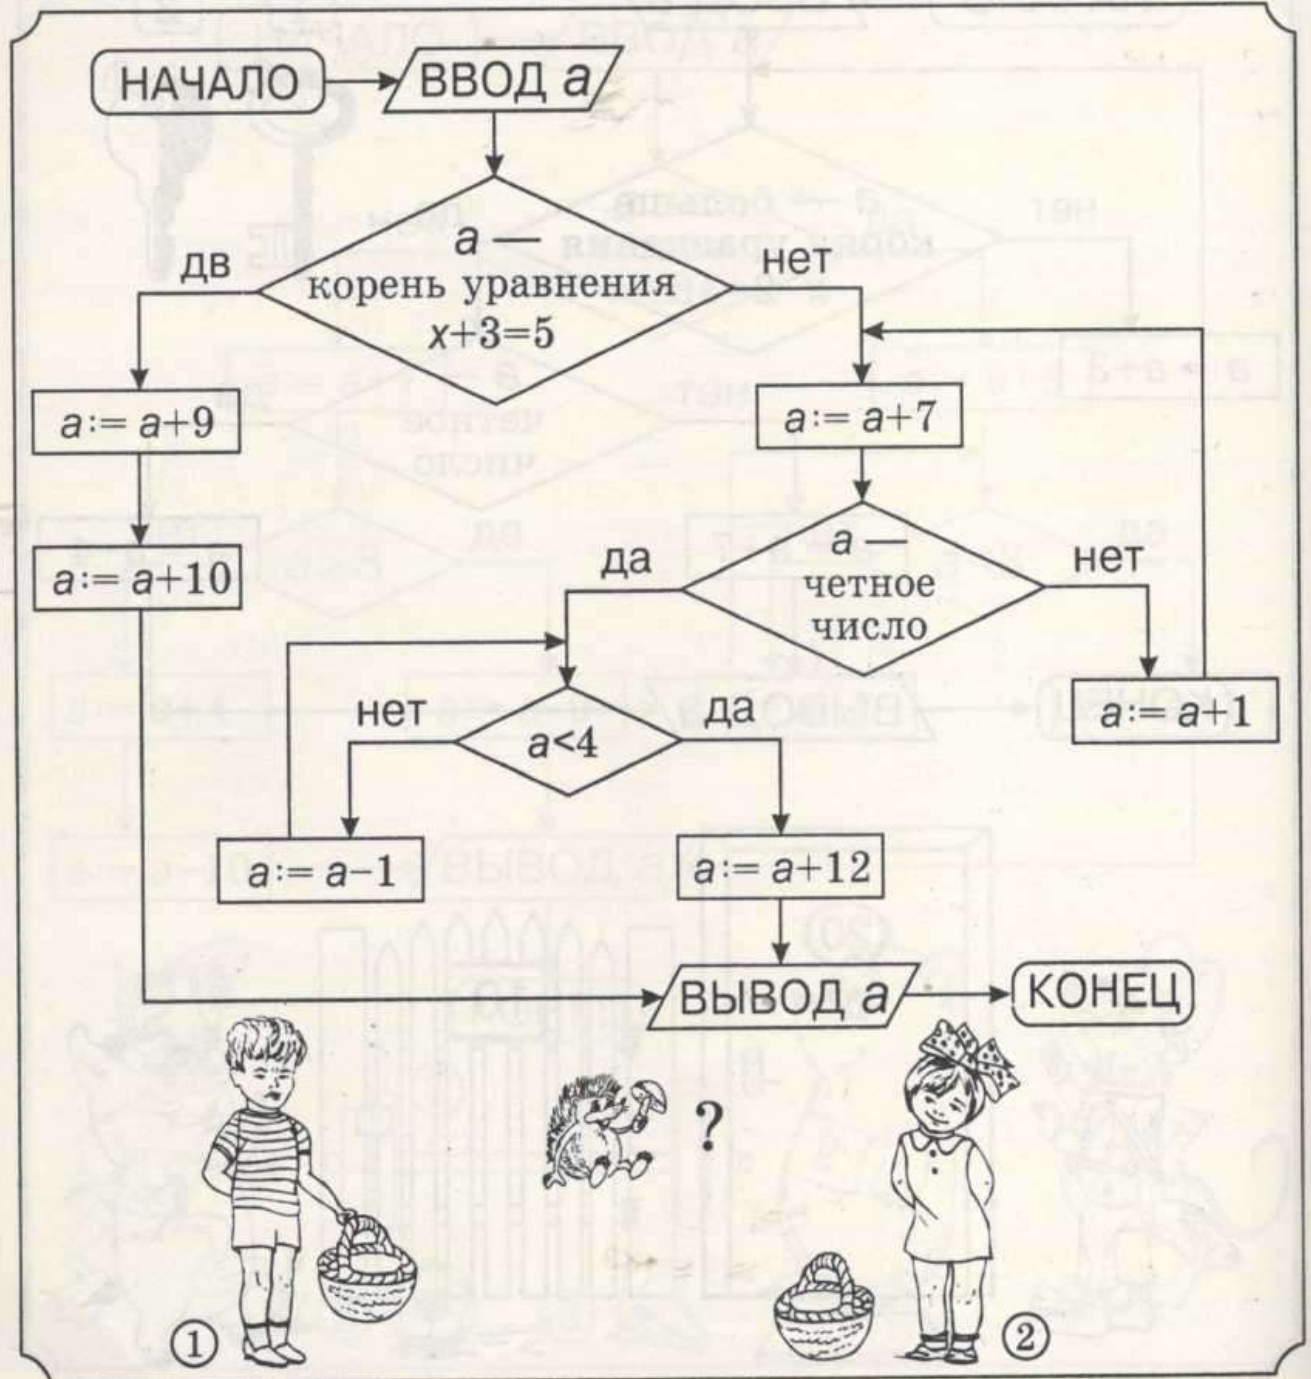 НАЧАЛО
ВВОД a
a —
корень уравнения
x+3=5
дв
нет
a:= a+9
a:= a+7
a:= a+10
a —
четное
число
да
нет
a:= a+1
a<4
нет
да
a:= a–1
a:= a+12
ВЫВОД a
КОНЕЦ
?
1
2